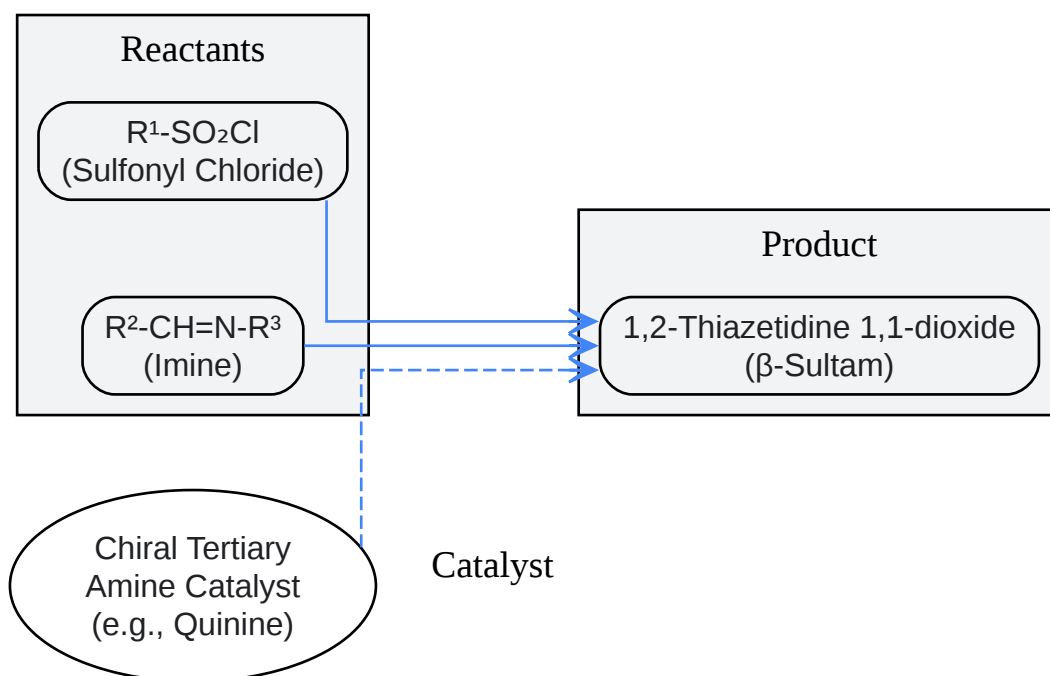 Reactants
R¹-SO₂Cl
(Sulfonyl Chloride)
R²-CH=N-R³
(Imine)
Product
1,2-Thiazetidine 1,1-dioxide
(β-Sultam)
Chiral Tertiary
Amine Catalyst
(e.g., Quinine)
Catalyst